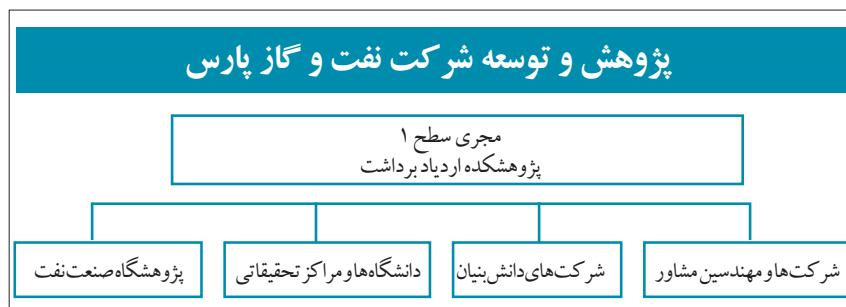 پژوهش و توسعه شرکت نفت و گاز پارس
مجری سطح ۱
پژوهشکده اردیاد برداشت
شرکت‌ها و مهندسین مشاور
شرکت‌های دانش‌بنیان
دانشگاه‌ها و مراکز تحقیقاتی
پژوهشگاه صنعت نفت